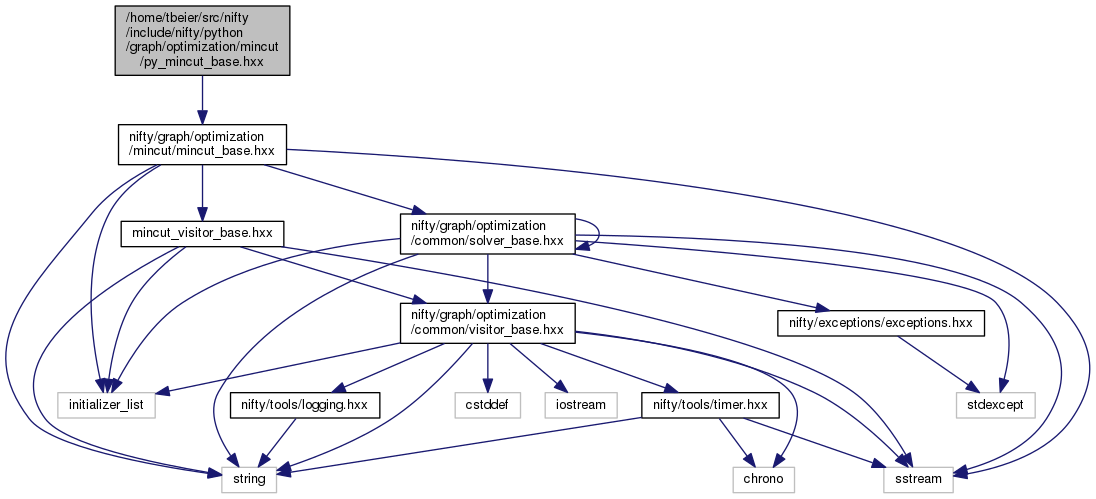 /home/tbeier/src/nifty
/include/nifty/python
/graph/optimization/mincut
/py_mincut_base.hxx
nifty/graph/optimization
/mincut/mincut_base.hxx
mincut_visitor_base.hxx
nifty/graph/optimization
/common/solver_base.hxx
nifty/graph/optimization
/common/visitor_base.hxx
nifty/exceptions/exceptions.hxx
initializer_list
nifty/tools/logging.hxx
cstddef
iostream
nifty/tools/timer.hxx
stdexcept
string
chrono
sstream